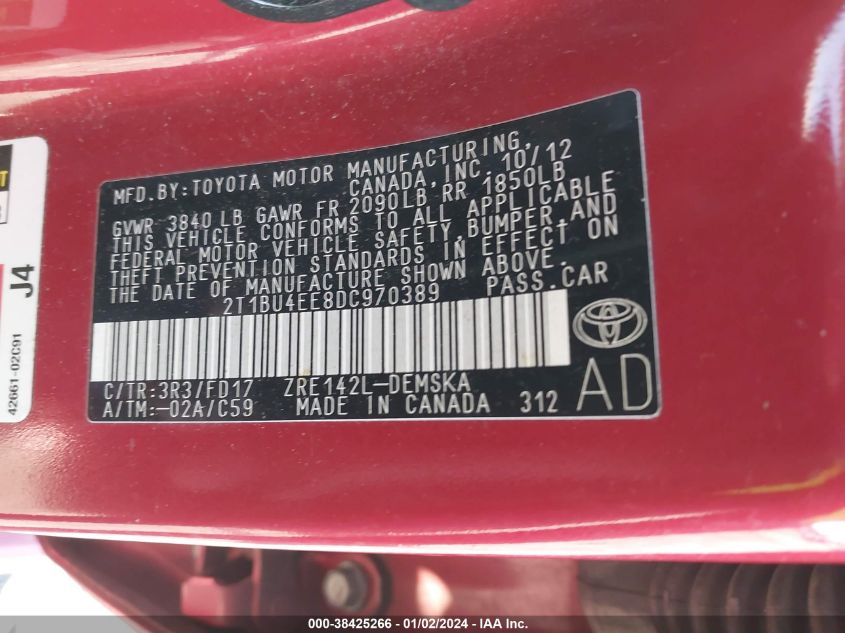 MFD.BY:TOYOTA MOTOR MANUFACTURING,
CANADA, INC. 10/12
GVWR 3840 LB GAWR FR 2090LB RR 1850LB
THIS VEHICLE CONFORMS TO ALL APPLICABLE
FEDERAL MOTOR VEHICLE SAFETY,BUMPER,AND
THEFT PREVENTION STANDARDS IN EFFECT ON
THE DATE OF MANUFACTURE SHOWN ABOVE.
2T1BU4EE8DC970389 PASS.CAR
C/TR:3R3/FD17 ZRE142L-DEMSKA
A/TM:-02A/C59 MADE IN CANADA 312
AD
J4
42661-02C91
000-38425266 - 01/02/2024 - IAA Inc.